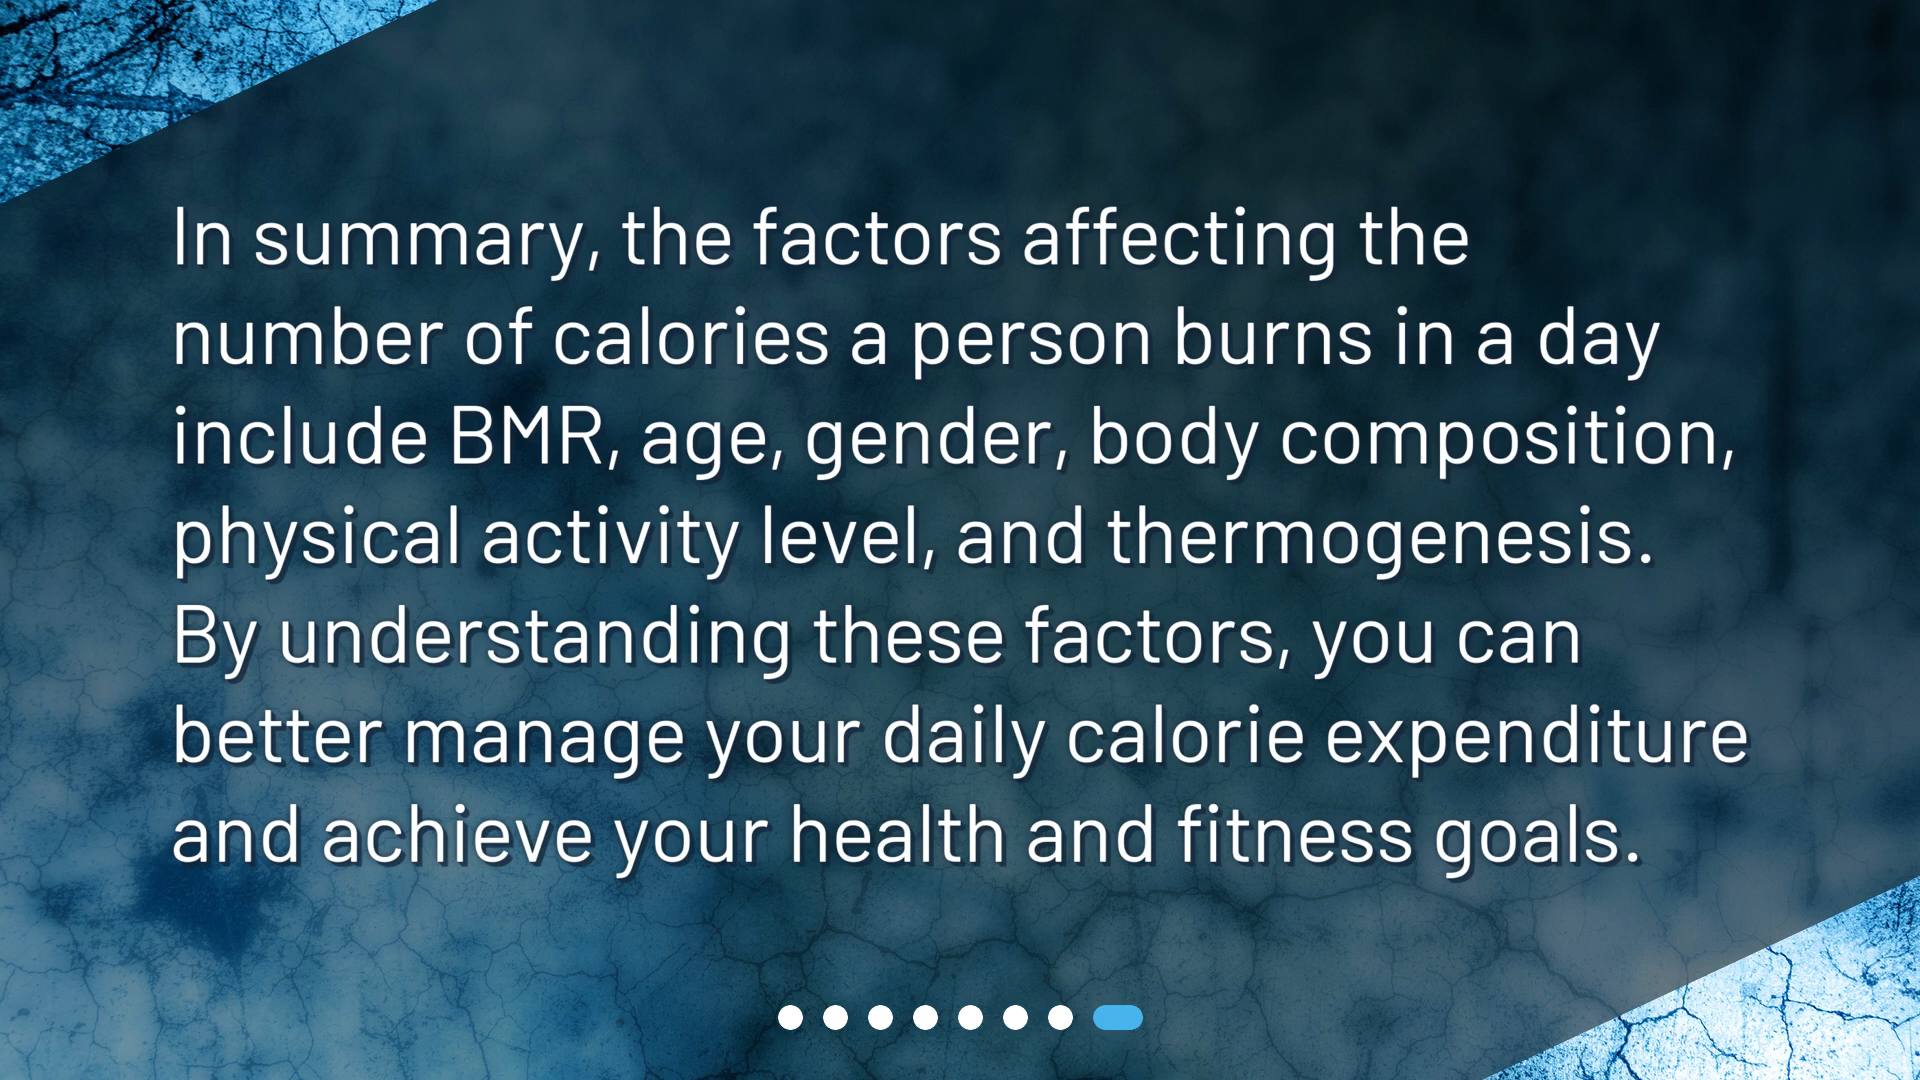 In summary, the factors affecting the
number of calories a person burns in a day
include BMR, age, gender, body composition,
physical activity level, and thermogenesis.
By understanding these factors, you can
better manage your daily calorie expenditure
and achieve your health and fitness goals.